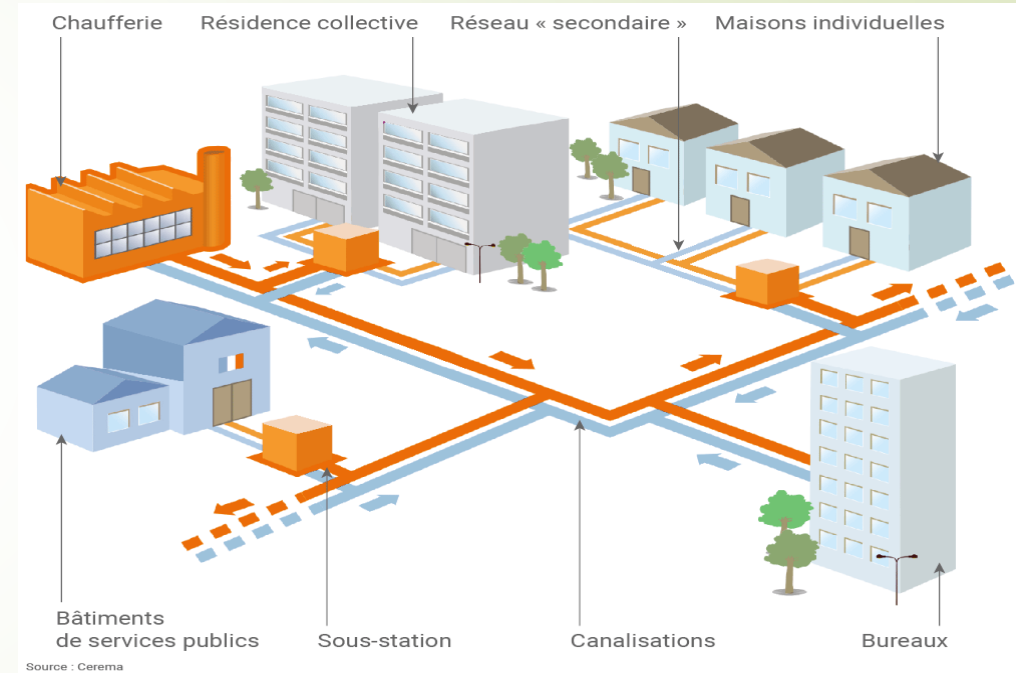 Chaufferie
Résidence collective
Réseau « secondaire »
Maisons individuelles
Bâtiments
de services publics
Sous-station
Canalisations
Bureaux
Source : Cerema